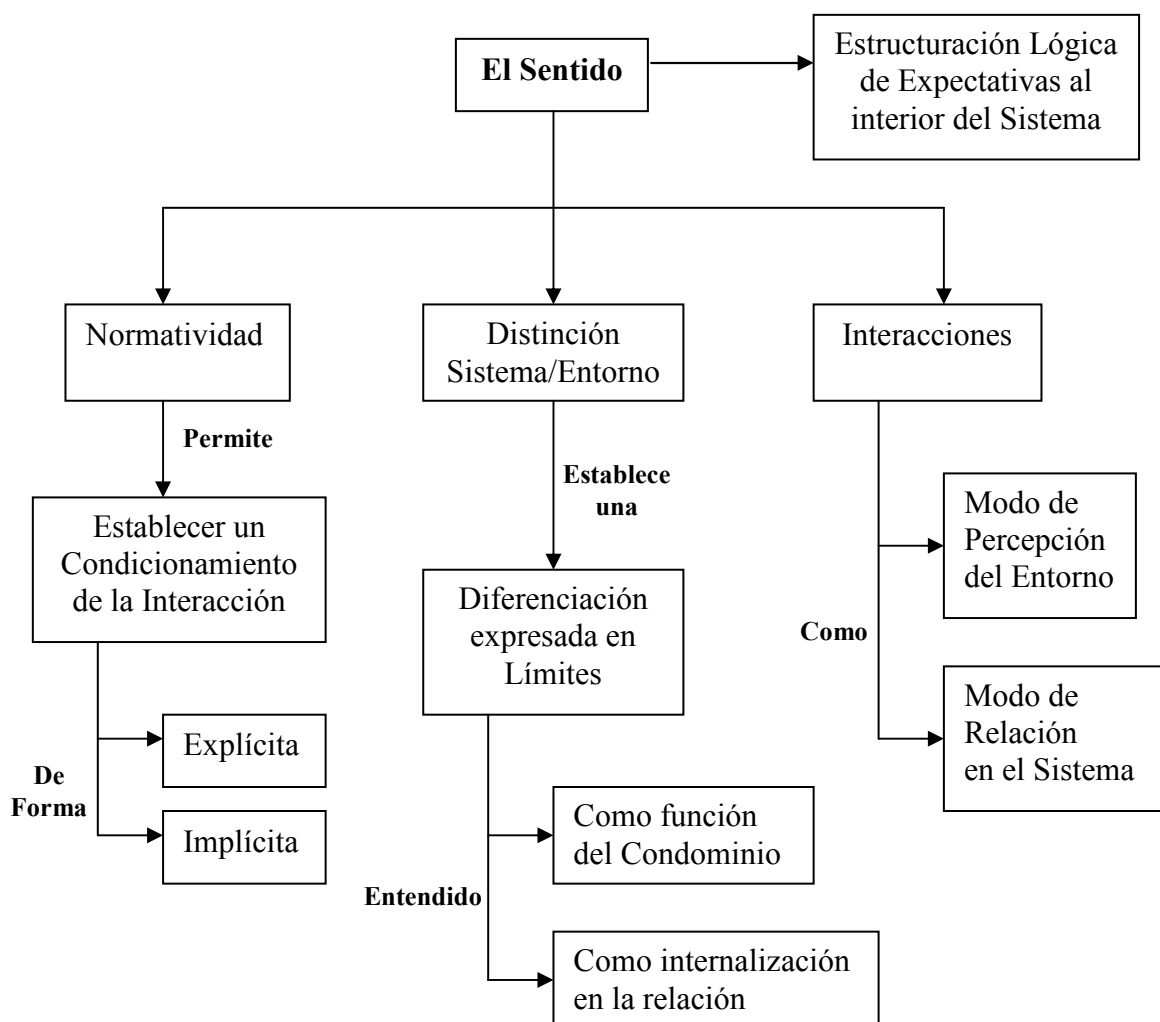 El Sentido
Estructuración Lógica
de Expectativas al
interior del Sistema
Normatividad
Distinción
Sistema/Entorno
Interacciones
Permite
Establece
una
Establecer un
Condicionamiento
de la Interacción
Diferenciación
expresada en
Límites
Modo de
Percepción
del Entorno
Como
Modo de
Relación
en el Sistema
De
Forma
Explícita
Implícita
Entendido
Como función
del Condominio
Como internalización
en la relación